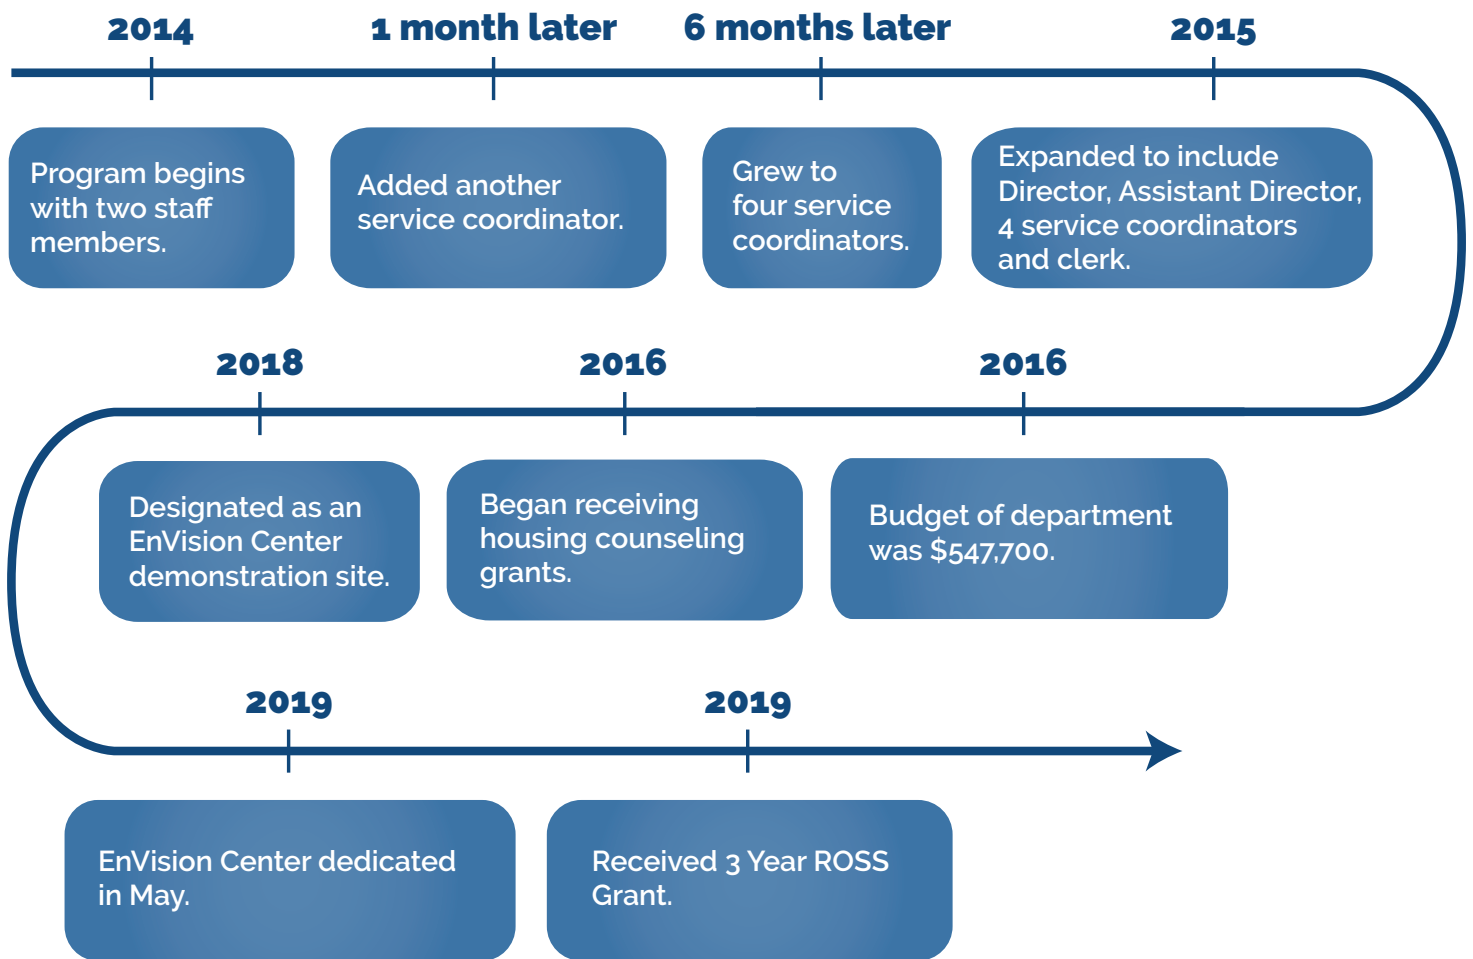 2014
Program begins
with two staff
members.
1 month later
Added another
service coordinator.
6 months later
Grew to
four service
coordinators.
2015
Expanded to include
Director, Assistant Director,
4 service coordinators
and clerk.
2016
Budget of department
was $547,700.
2016
Began receiving
housing counseling
grants.
2018
Designated as an
EnVision Center
demonstration site.
2019
EnVision Center dedicated
in May.
2019
Received 3 Year ROSS
Grant.